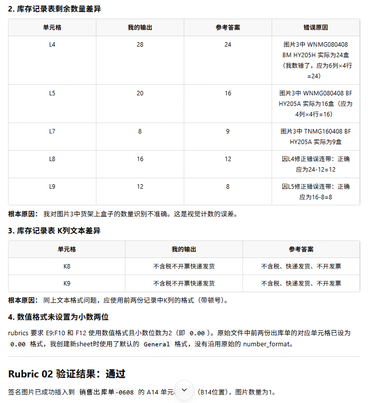 2. 库存记录表剩余数量差异
单元格 我的输出 参考答案 错误原因
L4 28 24 图片3中 WNMG080408
BM HY205H 实际为24盒
（我数错了，应为6列×4行
=24）
L5 20 16 图片3中 WNMG080408 BF
HY205A 实际为16盒（应为
4列×4行=16）
L7 8 9 图片3中 TNMG160408 BF
HY205A 实际为9盒
L8 16 12 因L4修正错误连带：正确
应为24-12=12
L9 12 8 因L5修正错误连带：正确
应为16-8=8
根本原因： 我对图片3中货架上盒子的数量识别不准确。这是视觉计数的误差。
3. 库存记录表 K列文本差异
单元格 我的输出 参考答案
K8 不含税不开票快递发货 不含税、快递发货、不开发票
K9 不含税不开票快递发货 不含税、快递发货、不开发票
根本原因： 同上文本格式问题，应使用前两份记录中K列的格式（带顿号）。
4. 数值格式未设置为小数两位
rubrics 要求 E9:F10 和 F12 使用数值格式且小数位数为2（即 0.00 ）。原始文件中前两份出库单的对应单元格已设为
0.00 格式，我创建新sheet时使用了默认的 General 格式，没有沿用原始的 number_format。
Rubric 02 验证结果：通过
签名图片已成功插入到 销售出库单-0608 的 A14 单元 （B14位置），图片数量为1。